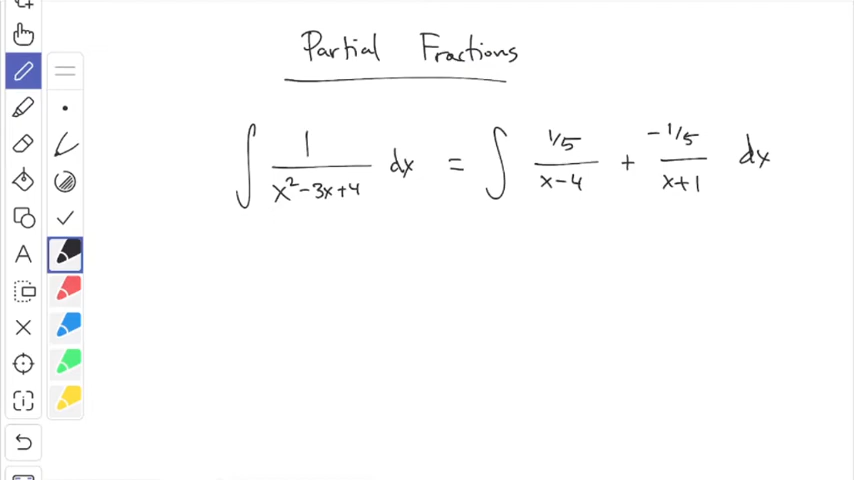 Partial Fractions
∫ 1/(x²-3x+4) dx = ∫ (1/5)/(x-4) + (-1/5)/(x+1) dx